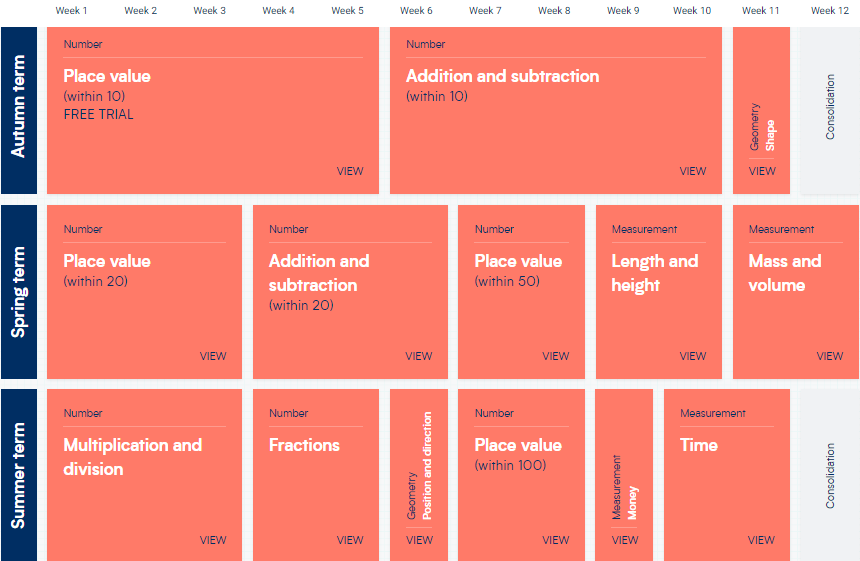 Week 1 Week 2 Week 3 Week 4 Week 5 Week 6 Week 7 Week 8 Week 9 Week 10 Week 11 Week 12
Autumn term
Number
Place value
(within 10)
FREE TRIAL
VIEW
Number
Addition and subtraction
(within 10)
VIEW
Geometry
Shape
VIEW
Consolidation
Spring term
Number
Place value
(within 20)
VIEW
Number
Addition and
subtraction
(within 20)
VIEW
Number
Place value
(within 50)
VIEW
Measurement
Length and
height
VIEW
Measurement
Mass and
volume
VIEW
Summer term
Number
Multiplication and
division
VIEW
Number
Fractions
VIEW
Geometry
Position and direction
VIEW
Number
Place value
(within 100)
VIEW
Measurement
Money
VIEW
Measurement
Time
VIEW
Consolidation